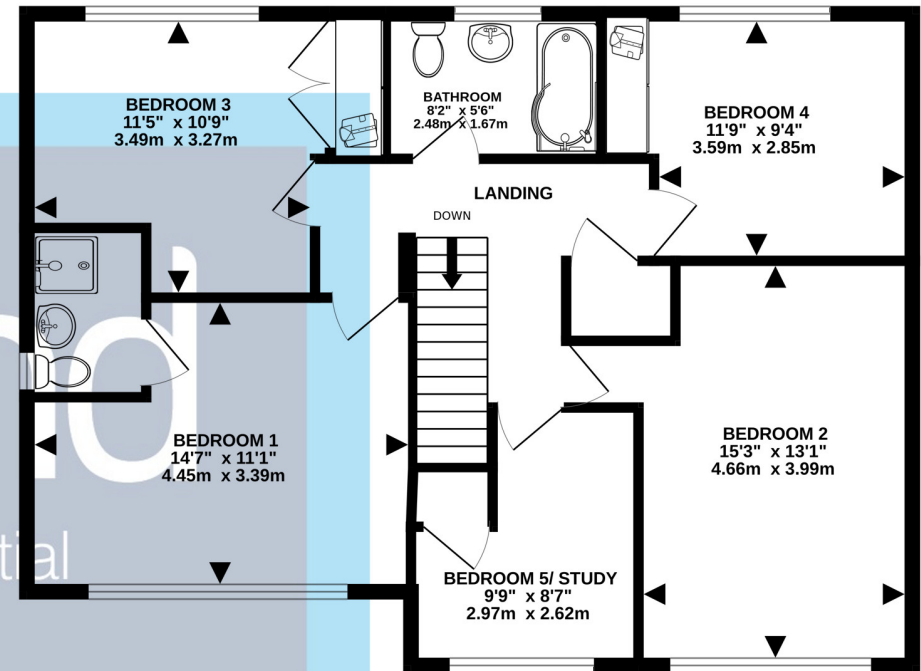 BEDROOM 3
11'5" x 10'9"
3.49m x 3.27m
BATHROOM
8'2" x 5'6"
2.48m x 1.67m
BEDROOM 4
11'9" x 9'4"
3.59m x 2.85m
LANDING
DOWN
BEDROOM 1
14'7" x 11'1"
4.45m x 3.39m
BEDROOM 2
15'3" x 13'1"
4.66m x 3.99m
BEDROOM 5/ STUDY
9'9" x 8'7"
2.97m x 2.62m
nd
tial